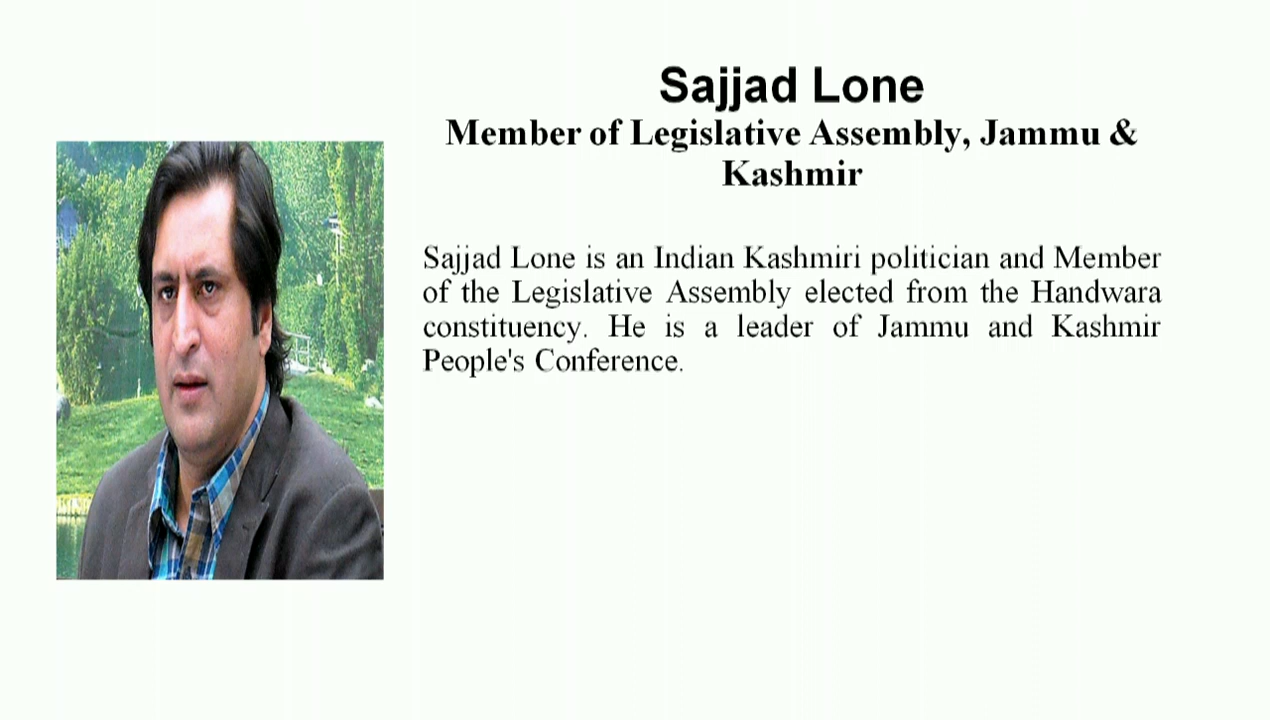 Sajjad Lone
Member of Legislative Assembly, Jammu &
Kashmir
Sajjad Lone is an Indian Kashmiri politician and Member
of the Legislative Assembly elected from the Handwara
constituency. He is a leader of Jammu and Kashmir
People's Conference.